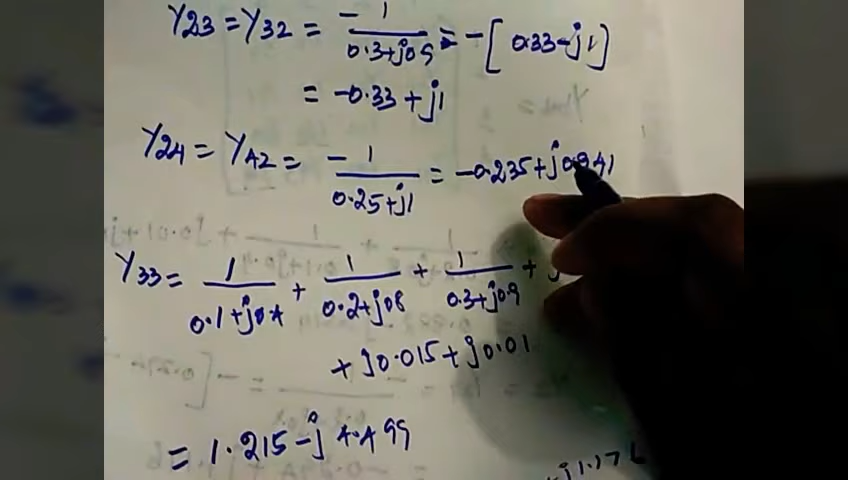 Y23 = Y32 = -1/(0.3+j0.9) = -[0.33-j1]
= -0.33+j1
Y24 = Y42 = -1/(0.25+j1) = -0.235+j0.941
Y33 = 1/(0.1+j0.4) + 1/(0.2+j0.8) + 1/(0.3+j0.9) +
+ j0.015+j0.01
= 1.215-j4.499